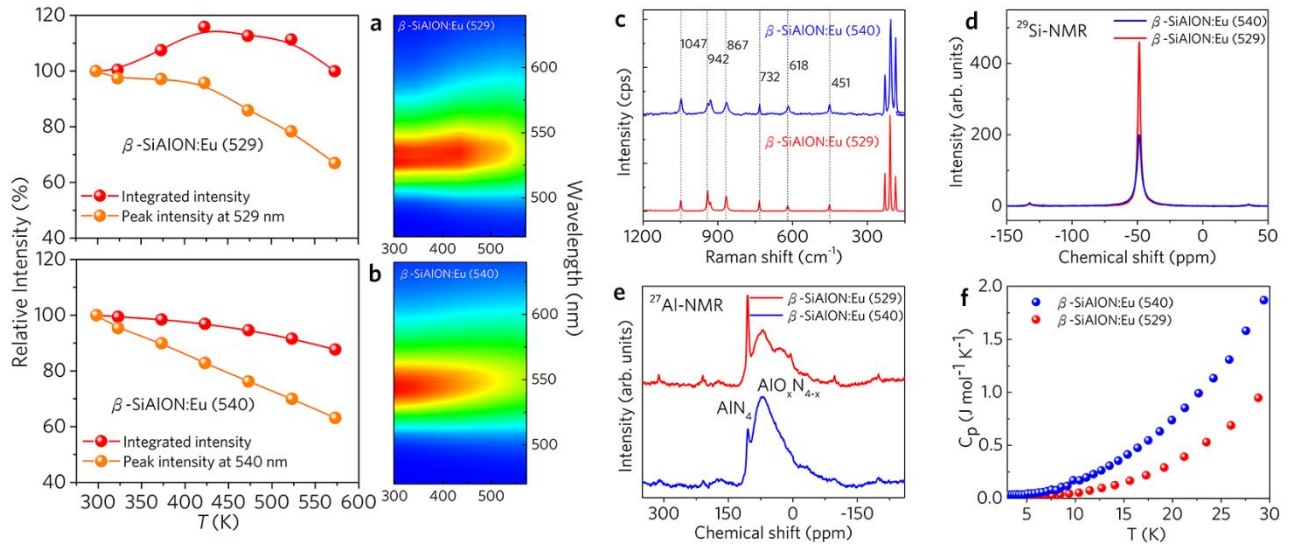 a
120
100
80
60
40
β-SiAlON:Eu (529)
Integrated intensity
Peak intensity at 529 nm
120
100
80
60
40
β-SiAlON:Eu (540)
Integrated intensity
Peak intensity at 540 nm
300 350 400 450 500 550 600
T (K)
Relative Intensity (%)
β-SiAlON:Eu (529)
600
550
500
300 400 500
b
β-SiAlON:Eu (540)
600
550
500
300 400 500
Wavelength (nm)
c
β-SiAlON:Eu (540)
1047
942
867
732
618
451
β-SiAlON:Eu (529)
Intensity (cps)
1200 900 600 300
Raman shift (cm⁻¹)
d
²⁹Si-NMR
β-SiAlON:Eu (540)
β-SiAlON:Eu (529)
400
200
0
Intensity (arb. units)
-150 -100 -50 0 50
Chemical shift (ppm)
e
²⁷Al-NMR
β-SiAlON:Eu (529)
β-SiAlON:Eu (540)
AlOₓN₄₋ₓ
AlN₄
Intensity (arb. units)
300 150 0 -150
Chemical shift (ppm)
f
β-SiAlON:Eu (540)
β-SiAlON:Eu (529)
2.0
1.5
1.0
0.5
0.0
Cₚ (J mol⁻¹ K⁻¹)
5 10 15 20 25 30
T (K)